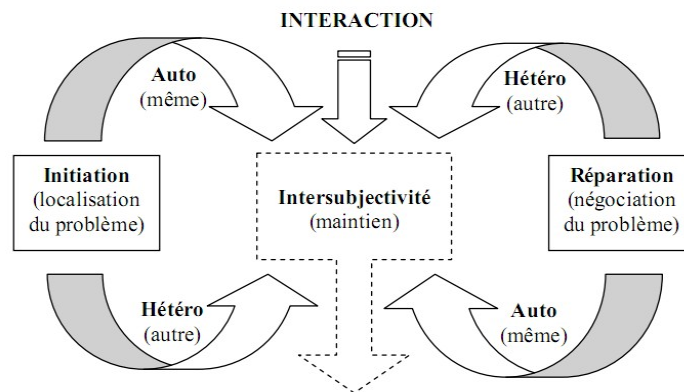 INTERACTION
Auto
(même)
Hétéro
(autre)
Initiation
(localisation
du problème)
Intersubjectivité
(maintien)
Réparation
(négociation
du problème)
Hétéro
(autre)
Auto
(même)